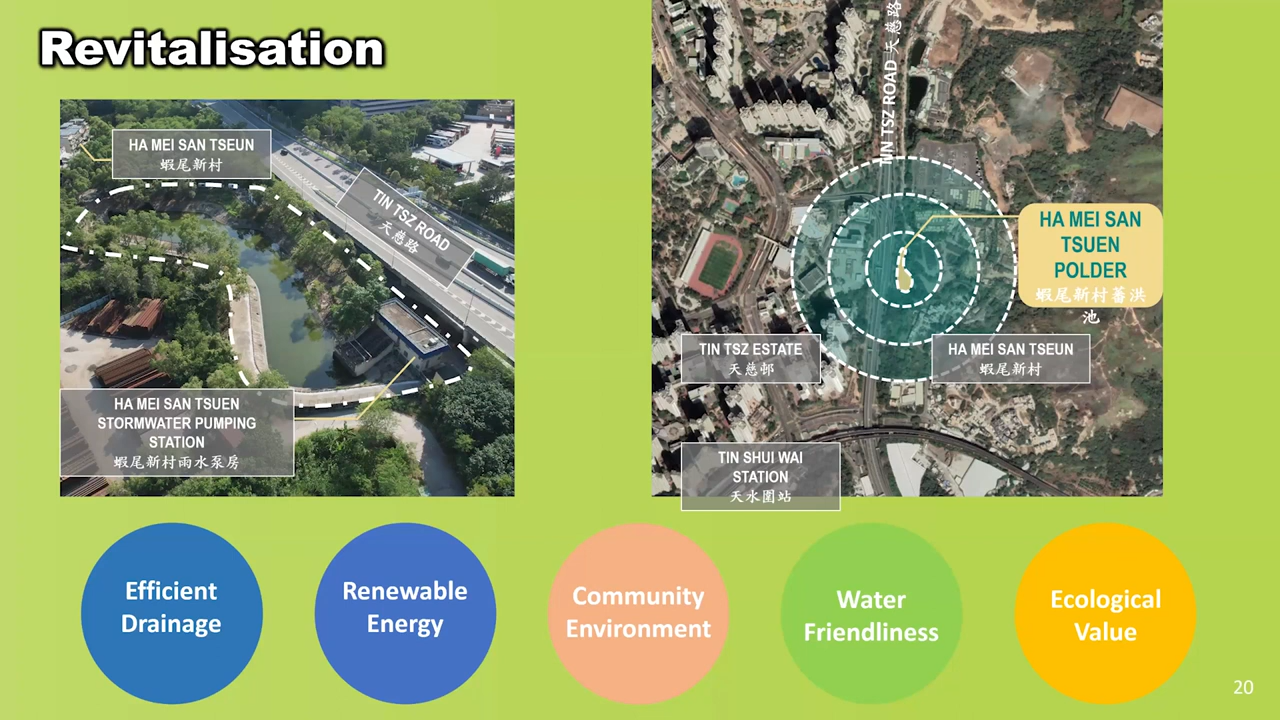 Revitalisation
HA MEI SAN TSEUN
蝦尾新村
TIN TSZ ROAD
天慈路
HA MEI SAN TSUEN
STORMWATER PUMPING
STATION
蝦尾新村雨水泵房
TIN TSZ ROAD 天慈路
HA MEI SAN
TSUEN
POLDER
蝦尾新村蓄洪
池
TIN TSZ ESTATE
天慈邨
HA MEI SAN TSEUN
蝦尾新村
TIN SHUI WAI
STATION
天水圍站
Efficient
Drainage
Renewable
Energy
Community
Environment
Water
Friendliness
Ecological
Value
20